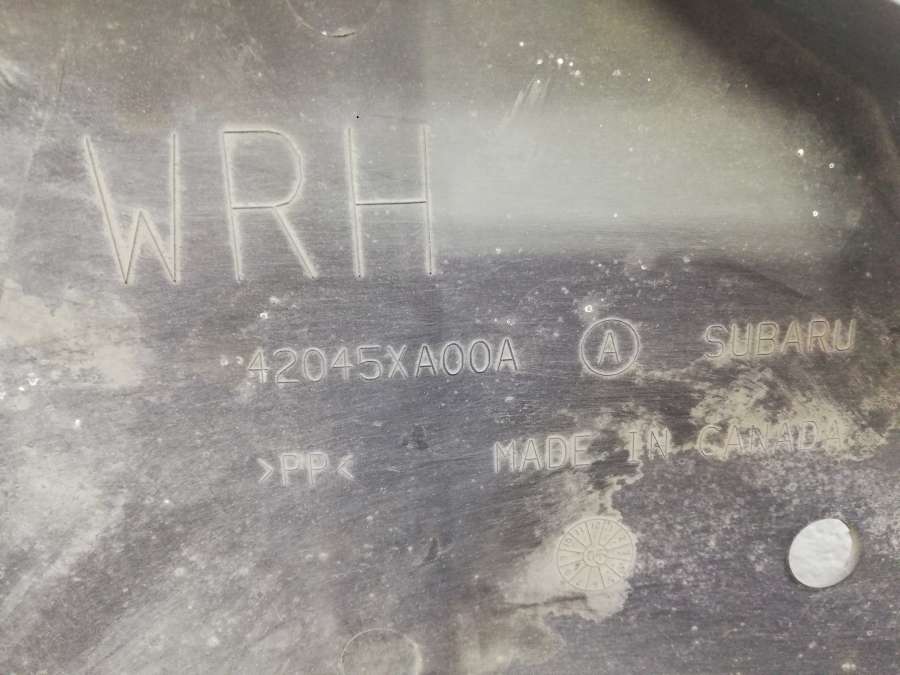 WRH
42045XA00A A SUBARU
>PP< MADE IN CANADA